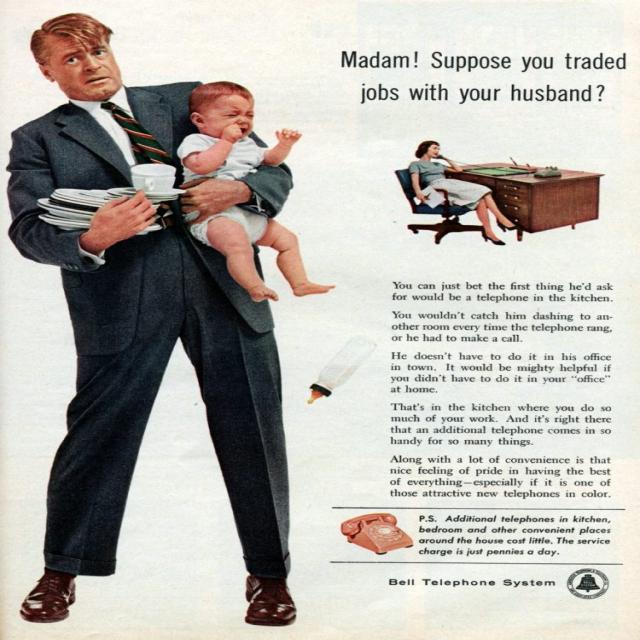 Madam! Suppose you traded
jobs with your husband?
You can just bet the first thing he'd ask
for would be a telephone in the kitchen.
You wouldn't catch him dashing to an-
other room every time the telephone rang,
or he had to make a call.
He doesn't have to do it in his office
in town. It would be mighty helpful if
you didn't have to do it in your "office"
at home.
That's in the kitchen where you do so
much of your work. And it's right there
that an additional telephone comes in so
handy for so many things.
Along with a lot of convenience is that
nice feeling of pride in having the best
of everything—especially if it is one of
those attractive new telephones in color.
P.S. Additional telephones in kitchen,
bedroom and other convenient places
around the house cost little. The service
charge is just pennies a day.
Bell Telephone System